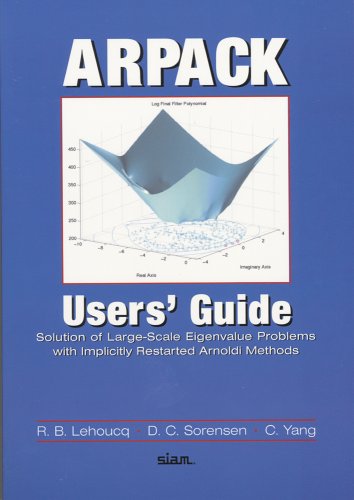 ARPACK
Log Final Filter Polynomial
450
400
350
300
250
200
-10
-8
-6
-4
-2
0
2
4
Real Axis
-4
-2
0
2
4
Imaginary Axis
Users' Guide
Solution of Large-Scale Eigenvalue Problems
with Implicitly Restarted Arnoldi Methods
R. B. Lehoucq · D. C. Sorensen · C. Yang
siam.